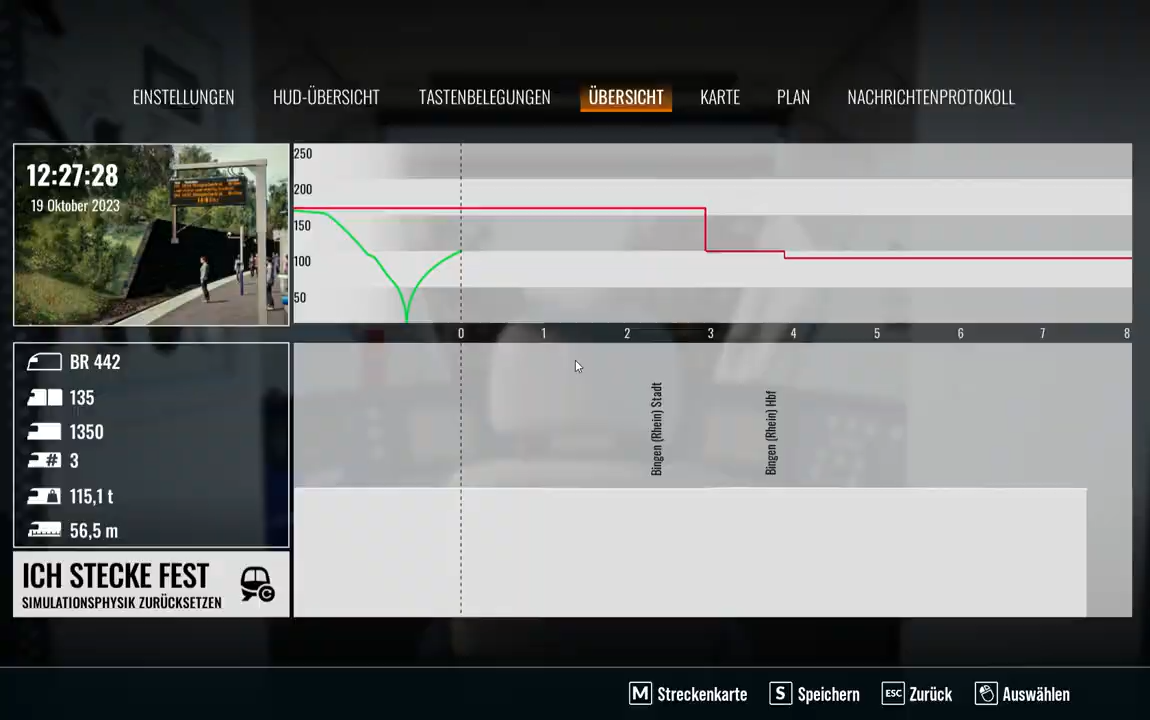 EINSTELLUNGEN HUD-ÜBERSICHT TASTENBELEGUNGEN ÜBERSICHT KARTE PLAN NACHRICHTENPROTOKOLL
12:27:28
19 Oktober 2023
250
200
150
100
50
0 1 2 3 4 5 6 7 8
BR 442
135
1350
# 3
115,1 t
56,5 m
Bingen (Rhein) Stadt
Bingen (Rhein) Hbf
ICH STECKE FEST
SIMULATIONSPHYSIK ZURÜCKSETZEN
M Streckenkarte S Speichern ESC Zurück Auswählen